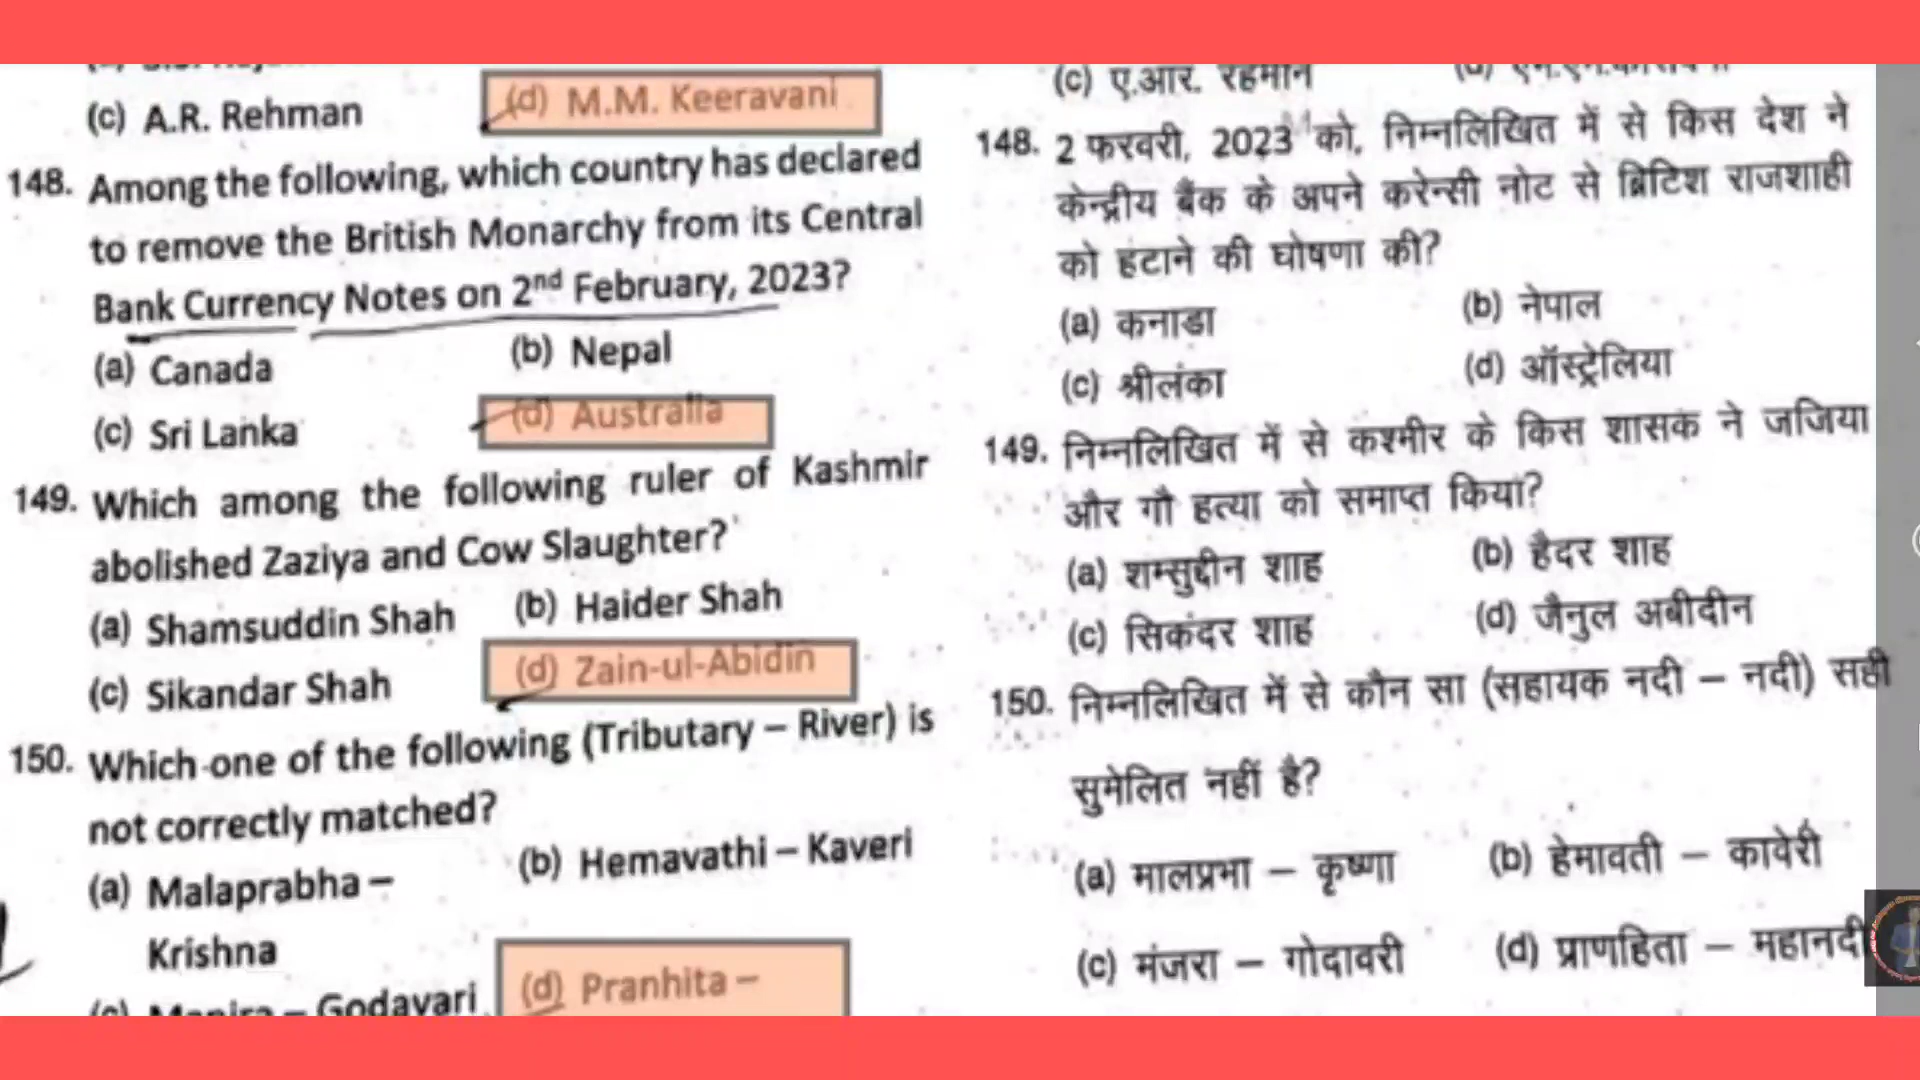 (c) A.R. Rehman
(d) M.M. Keeravani
148. Among the following, which country has declared
to remove the British Monarchy from its Central
Bank Currency Notes on 2nd February, 2023?
(a) Canada
(b) Nepal
(c) Sri Lanka
(d) Australia
149. Which among the following ruler of Kashmir
abolished Zaziya and Cow Slaughter?
(a) Shamsuddin Shah
(b) Haider Shah
(c) Sikandar Shah
(d) Zain-ul-Abidin
150. Which one of the following (Tributary – River) is
not correctly matched?
(a) Malaprabha –
Krishna
(b) Hemavathi – Kaveri
(c) Manjra – Godavari
(d) Pranhita –
(c) ए.आर. रहमान
148. 2 फरवरी, 2023 को, निम्नलिखित में से किस देश ने
केन्द्रीय बैंक के अपने करेन्सी नोट से ब्रिटिश राजशाही
को हटाने की घोषणा की?
(a) कनाडा
(b) नेपाल
(c) श्रीलंका
(d) ऑस्ट्रेलिया
149. निम्नलिखित में से कश्मीर के किस शासक ने जजिया
और गौ हत्या को समाप्त किया?
(a) शम्सुद्दीन शाह
(b) हैदर शाह
(c) सिकंदर शाह
(d) जैनुल अबीदीन
150. निम्नलिखित में से कौन सा (सहायक नदी – नदी) सही
सुमेलित नहीं है?
(a) मालप्रभा – कृष्णा
(b) हेमावती – कावेरी
(c) मंजरा – गोदावरी
(d) प्राणहिता – महानदी